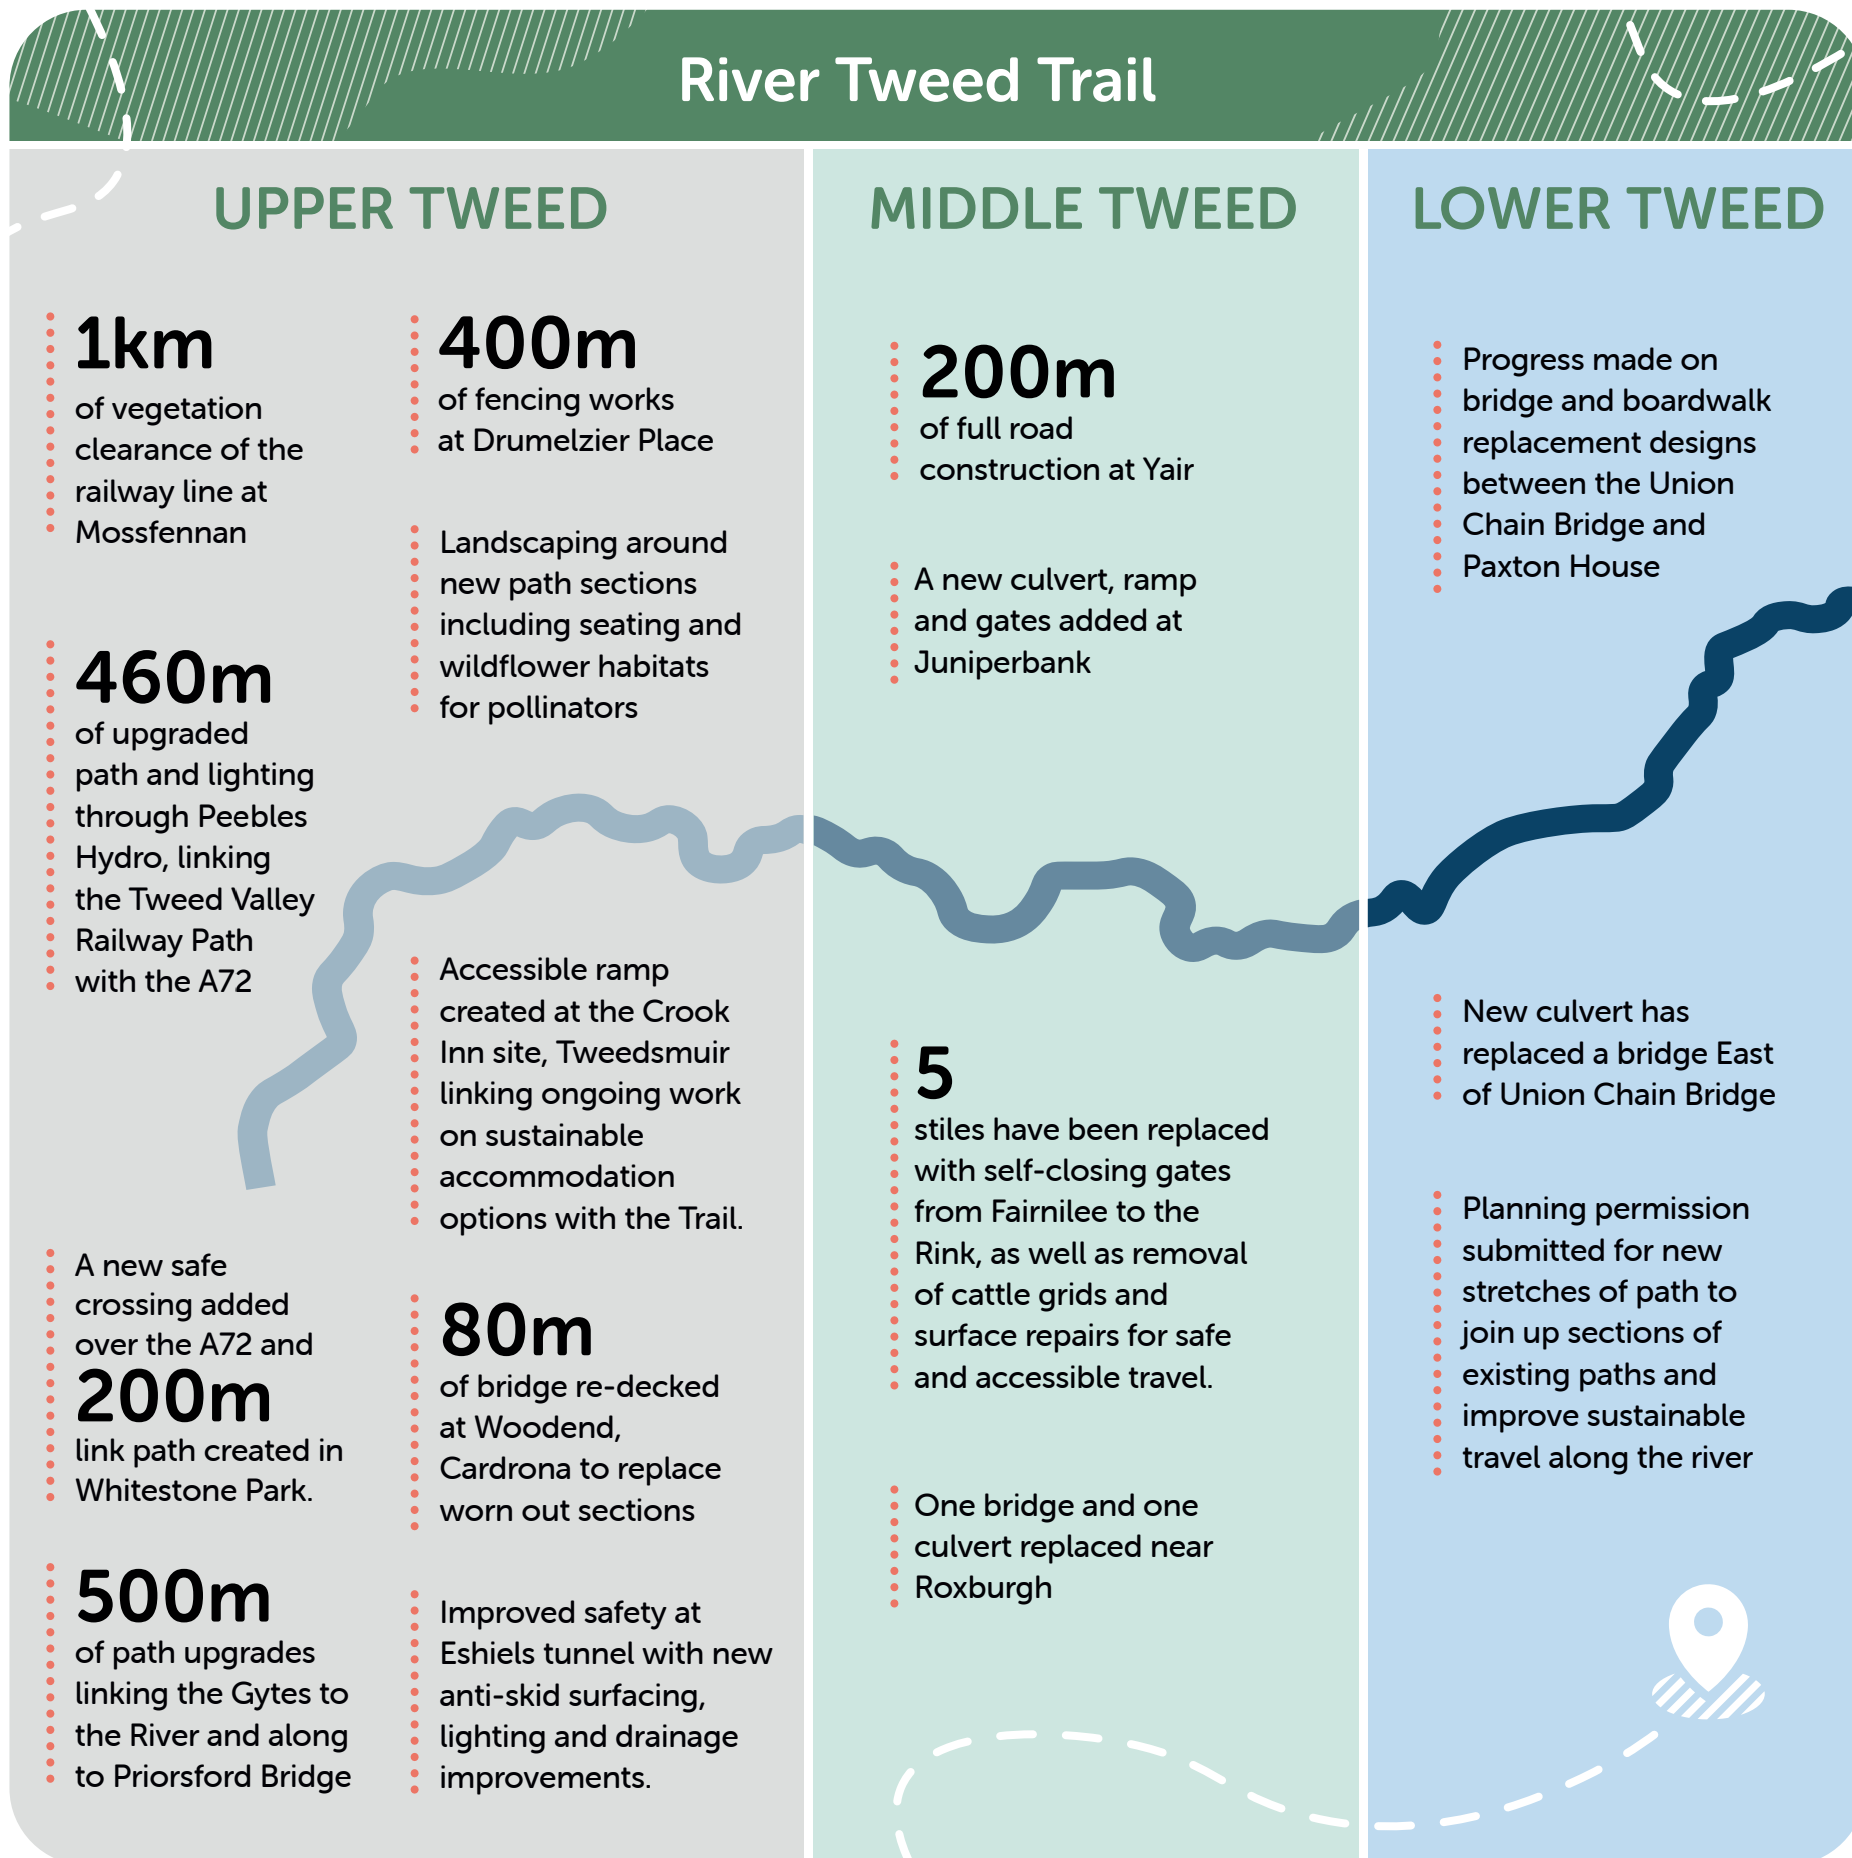 River Tweed Trail
UPPER TWEED
1km
of vegetation
clearance of the
railway line at
Mossfennan
460m
of upgraded
path and lighting
through Peebles
Hydro, linking
the Tweed Valley
Railway Path
with the A72
A new safe
crossing added
over the A72 and
200m
link path created in
Whitestone Park.
500m
of path upgrades
linking the Gytes to
the River and along
to Priorsford Bridge
400m
of fencing works
at Drumelzier Place
Landscaping around
new path sections
including seating and
wildflower habitats
for pollinators
Accessible ramp
created at the Crook
Inn site, Tweedsmuir
linking ongoing work
on sustainable
accommodation
options with the Trail.
80m
of bridge re-decked
at Woodend,
Cardrona to replace
worn out sections
Improved safety at
Eshiels tunnel with new
anti-skid surfacing,
lighting and drainage
improvements.
MIDDLE TWEED
200m
of full road
construction at Yair
A new culvert, ramp
and gates added at
Juniperbank
5
stiles have been replaced
with self-closing gates
from Fairnilee to the
Rink, as well as removal
of cattle grids and
surface repairs for safe
and accessible travel.
One bridge and one
culvert replaced near
Roxburgh
LOWER TWEED
Progress made on
bridge and boardwalk
replacement designs
between the Union
Chain Bridge and
Paxton House
New culvert has
replaced a bridge East
of Union Chain Bridge
Planning permission
submitted for new
stretches of path to
join up sections of
existing paths and
improve sustainable
travel along the river